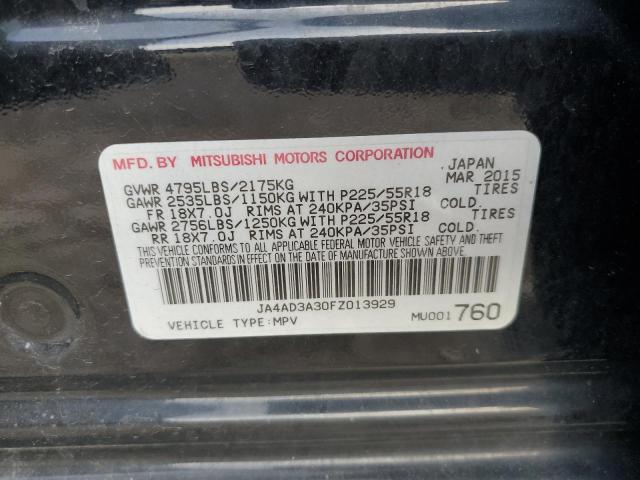 MFD. BY MITSUBISHI MOTORS CORPORATION JAPAN
GVWR 4795LBS/2175KG MAR 2015
GAWR 2535LBS/1150KG WITH P225/55R18 TIRES
FR 18X7.0J RIMS AT 240KPA/35PSI COLD.
GAWR 2756LBS/1250KG WITH P225/55R18 TIRES
RR 18X7.0J RIMS AT 240KPA/35PSI COLD.
THIS VEHICLE CONFORMS TO ALL APPLICABLE FEDERAL MOTOR VEHICLE SAFETY AND THEFT
PREVENTION STANDARDS IN EFFECT ON THE DATE OF MANUFACTURE SHOWN ABOVE.
JA4AD3A30FZ013929
VEHICLE TYPE:MPV MU001 760